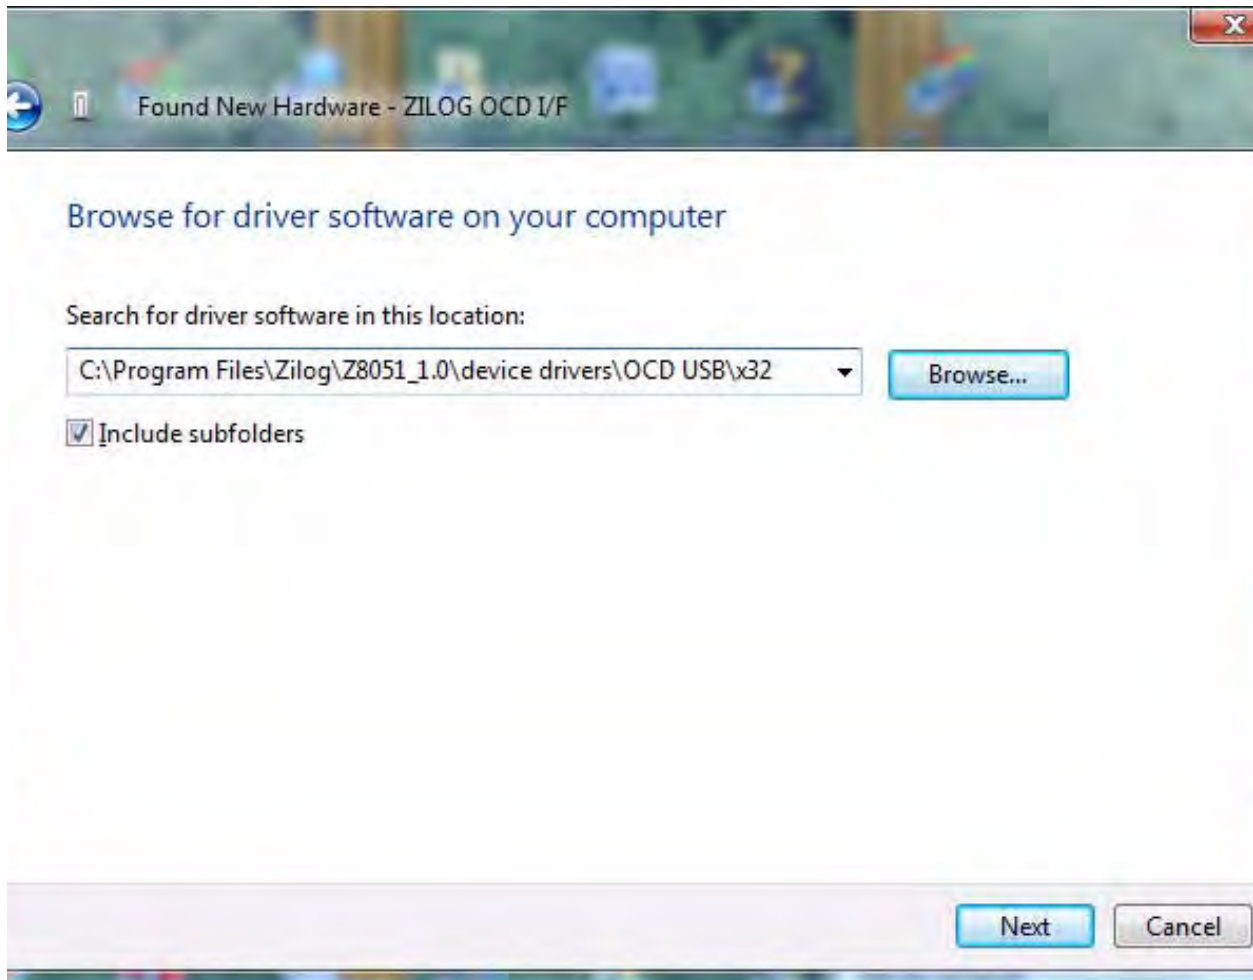 X
Found New Hardware - ZILOG OCD I/F
Browse for driver software on your computer
Search for driver software in this location:
C:\Program Files\Zilog\Z8051_1.0\device drivers\OCD USB\x32
Browse...
Include subfolders
Next
Cancel